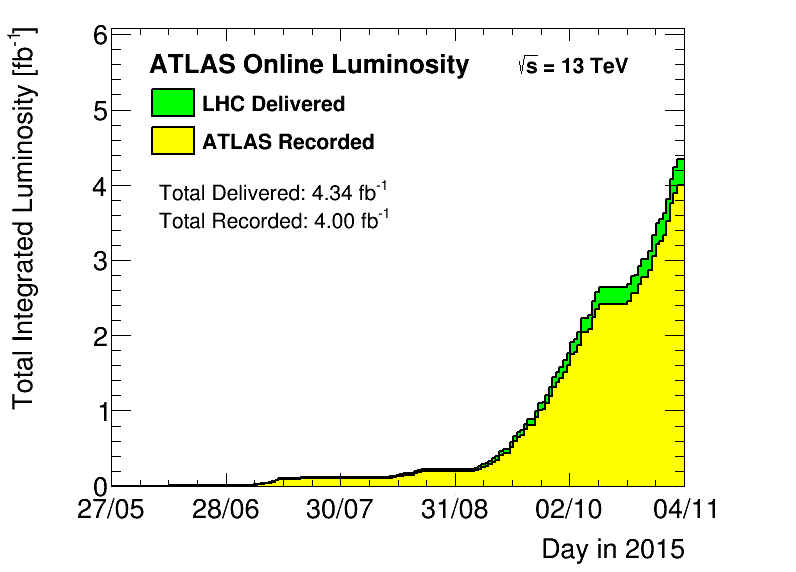 Total Integrated Luminosity [fb⁻¹]
6
5
4
3
2
1
0
ATLAS Online Luminosity √s = 13 TeV
LHC Delivered
ATLAS Recorded
Total Delivered: 4.34 fb⁻¹
Total Recorded: 4.00 fb⁻¹
27/05 28/06 30/07 31/08 02/10 04/11
Day in 2015